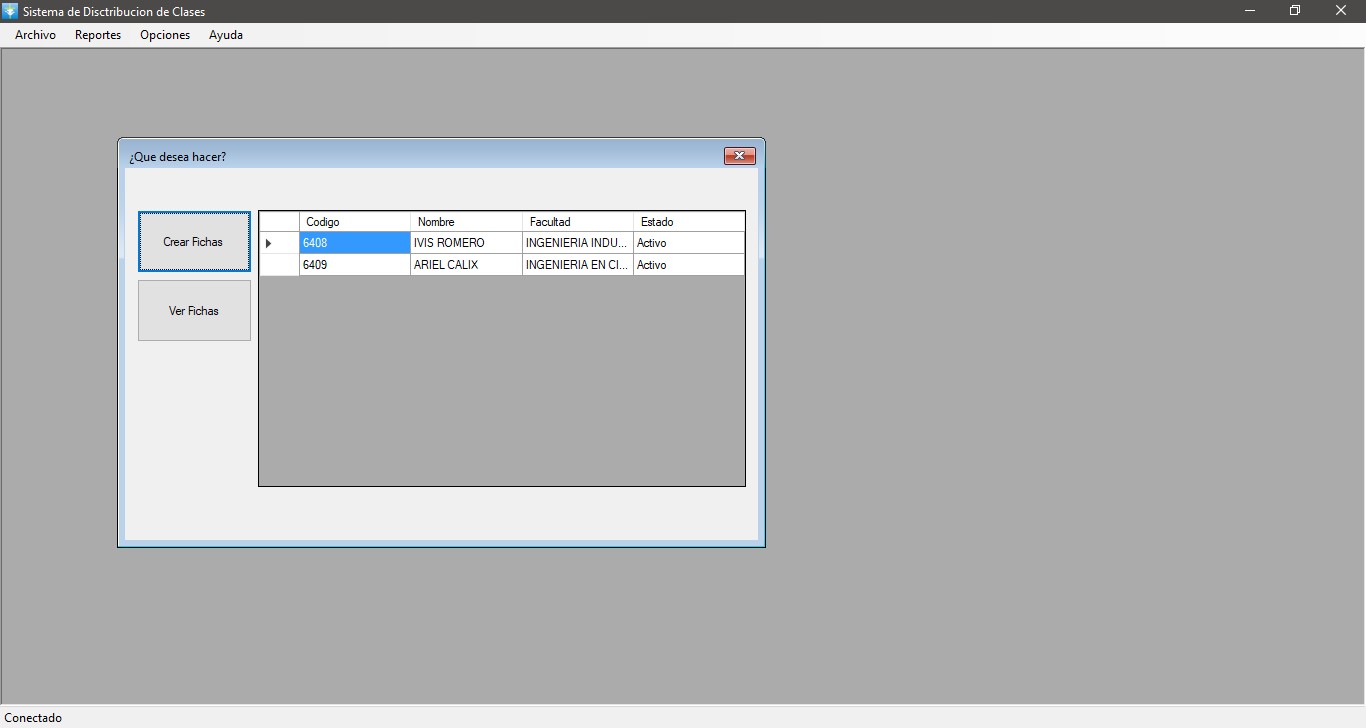 Sistema de Disctribucion de Clases
Archivo Reportes Opciones Ayuda
¿Que desea hacer?
Crear Fichas
Ver Fichas
Codigo Nombre Facultad Estado
6408 IVIS ROMERO INGENIERIA INDU... Activo
6409 ARIEL CALIX INGENIERIA EN CI... Activo
Conectado